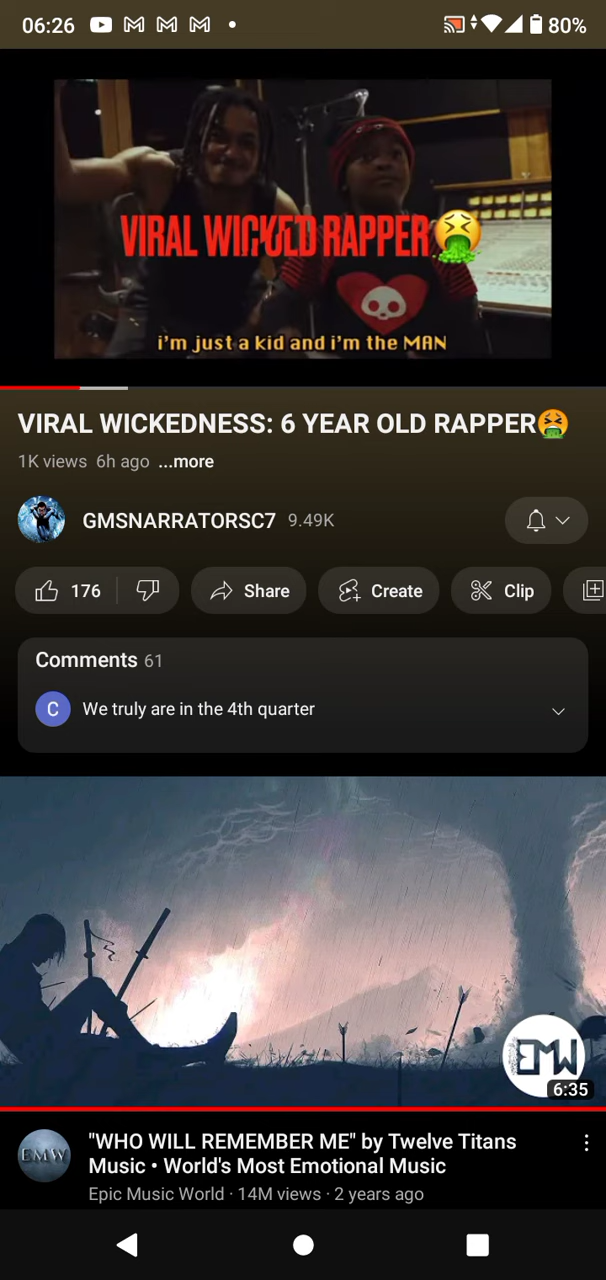 06:26
80%
VIRAL WICKED RAPPER🤮
i'm just a kid and i'm the MAN
VIRAL WICKEDNESS: 6 YEAR OLD RAPPER🤮
1K views 6h ago ...more
GMSNARRATORSC7 9.49K
176
Share
Create
Clip
Comments 61
C
We truly are in the 4th quarter
EMW
6:35
EMW
"WHO WILL REMEMBER ME" by Twelve Titans
Music • World's Most Emotional Music
Epic Music World · 14M views · 2 years ago